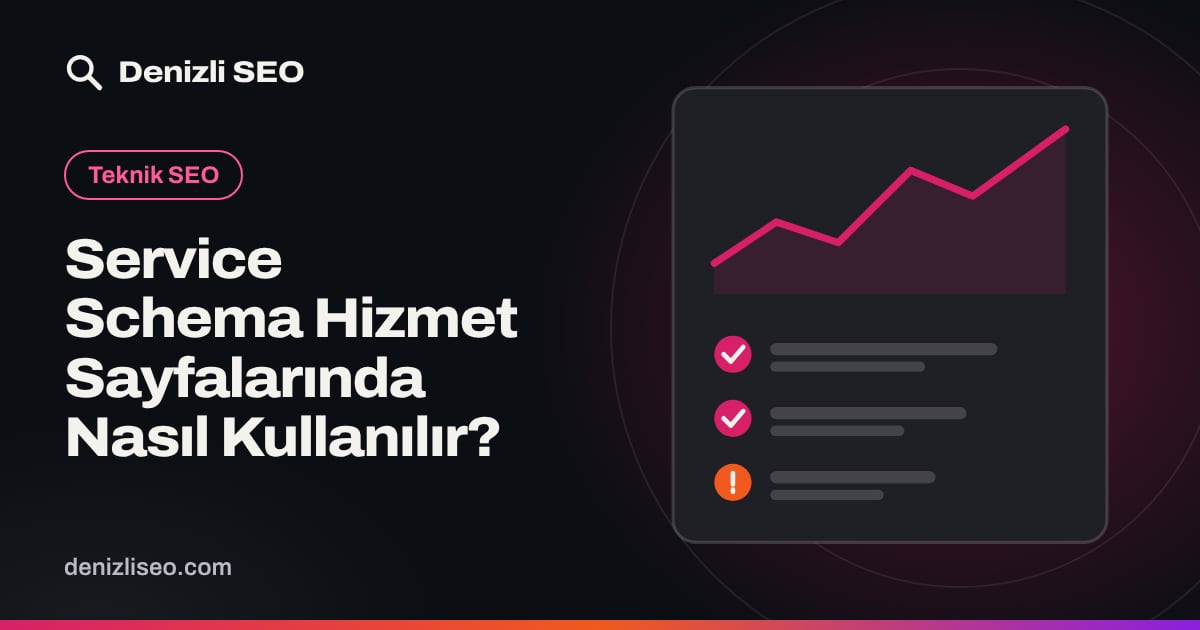 Denizli SEO
Teknik SEO
Service
Schema Hizmet
Sayfalarında
Nasıl Kullanılır?
denizliseo.com